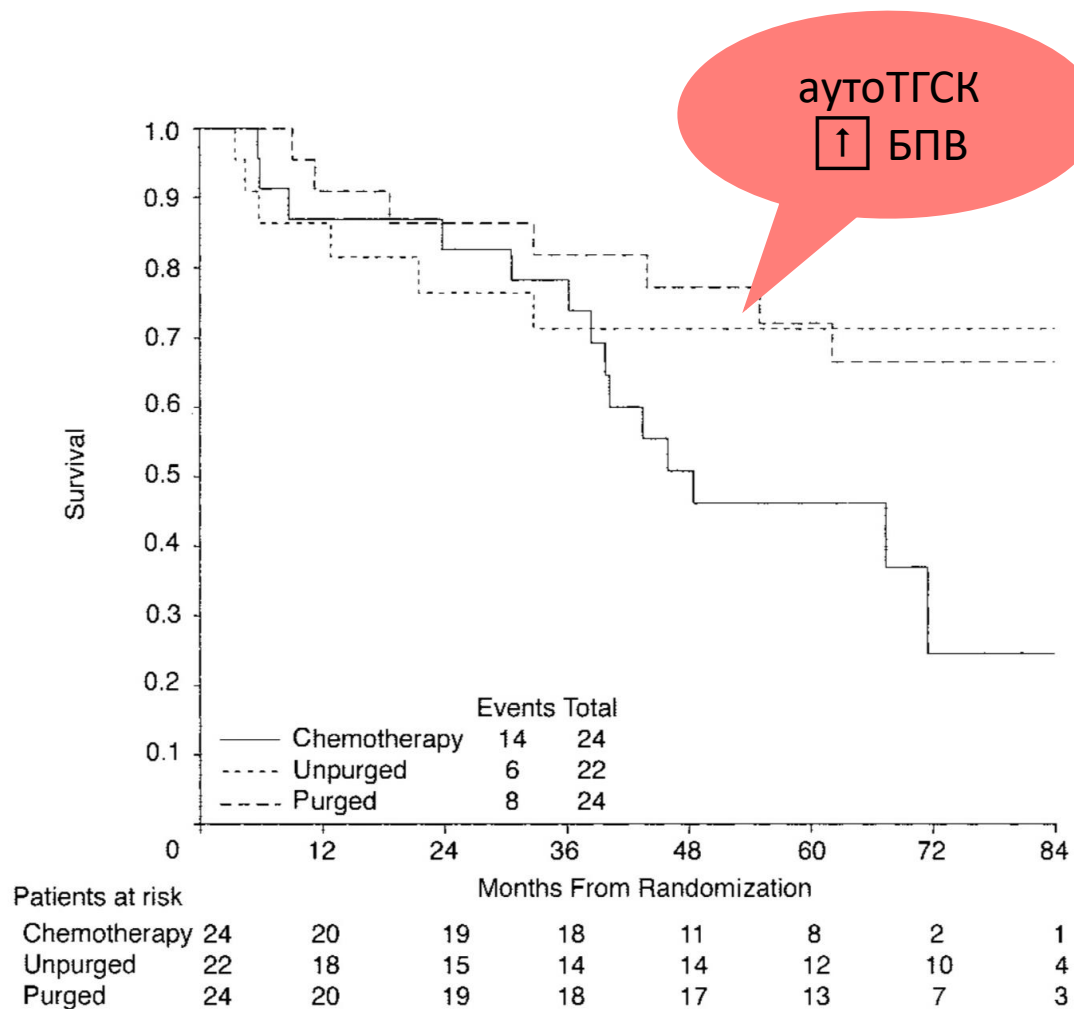 аутоТГСК
↑ БПВ
1.0
0.9
0.8
0.7
0.6
0.5
0.4
0.3
0.2
0.1
0
Survival
Events Total
Chemotherapy 14 24
Unpurged 6 22
Purged 8 24
12 24 36 48 60 72 84
Months From Randomization
Patients at risk
Chemotherapy 24 20 19 18 11 8 2 1
Unpurged 22 18 15 14 14 12 10 4
Purged 24 20 19 18 17 13 7 3